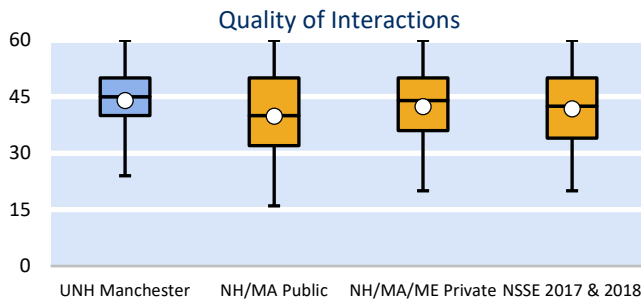 Quality of Interactions
60
45
30
15
0
UNH Manchester NH/MA Public NH/MA/ME Private NSSE 2017 & 2018